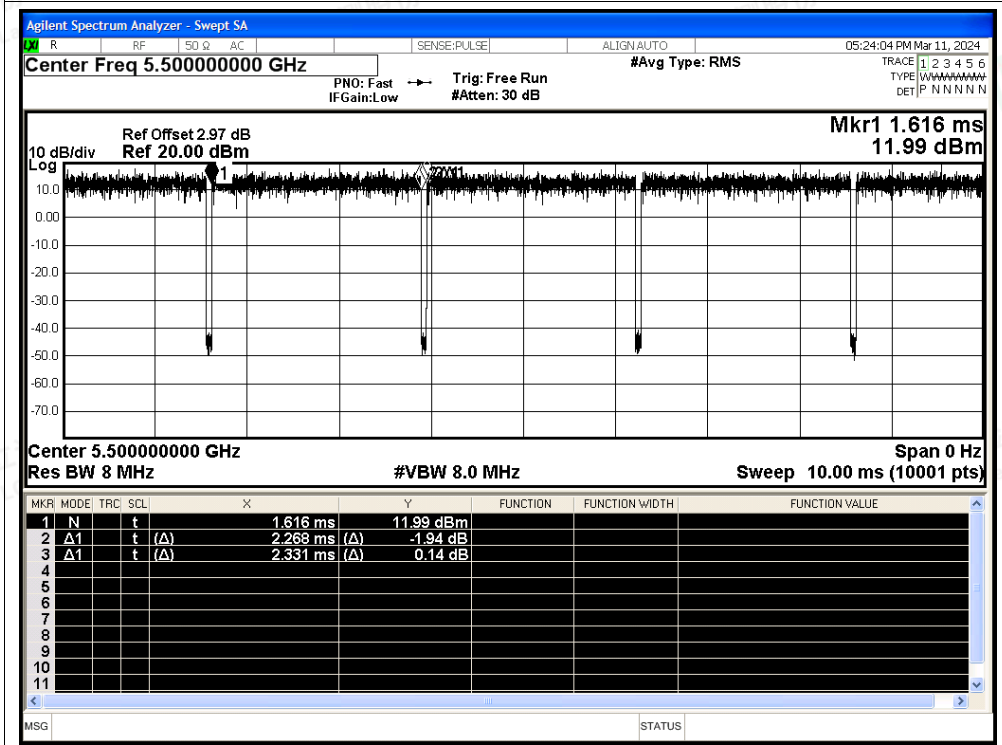 Agilent Spectrum Analyzer - Swept SA
LXI R RF 50 Ω AC SENSE:PULSE ALIGN AUTO 05:24:04 PM Mar 11, 2024
Center Freq 5.500000000 GHz #Avg Type: RMS TRACE 1 2 3 4 5 6
PNO: Fast Trig: Free Run TYPE
IFGain:Low #Atten: 30 dB DET P N N N N N
Ref Offset 2.97 dB Mkr1 1.616 ms
10 dB/div Ref 20.00 dBm 11.99 dBm
Log
1
10.0
0.00
-10.0
-20.0
-30.0
-40.0
-50.0
-60.0
-70.0
Center 5.500000000 GHz Span 0 Hz
Res BW 8 MHz #VBW 8.0 MHz Sweep 10.00 ms (10001 pts)
MKR MODE TRC SCL X Y FUNCTION FUNCTION WIDTH FUNCTION VALUE
1 N t 1.616 ms 11.99 dBm
2 Δ1 t (Δ) 2.268 ms (Δ) -1.94 dB
3 Δ1 t (Δ) 2.331 ms (Δ) 0.14 dB
4
5
6
7
8
9
10
11
MSG STATUS